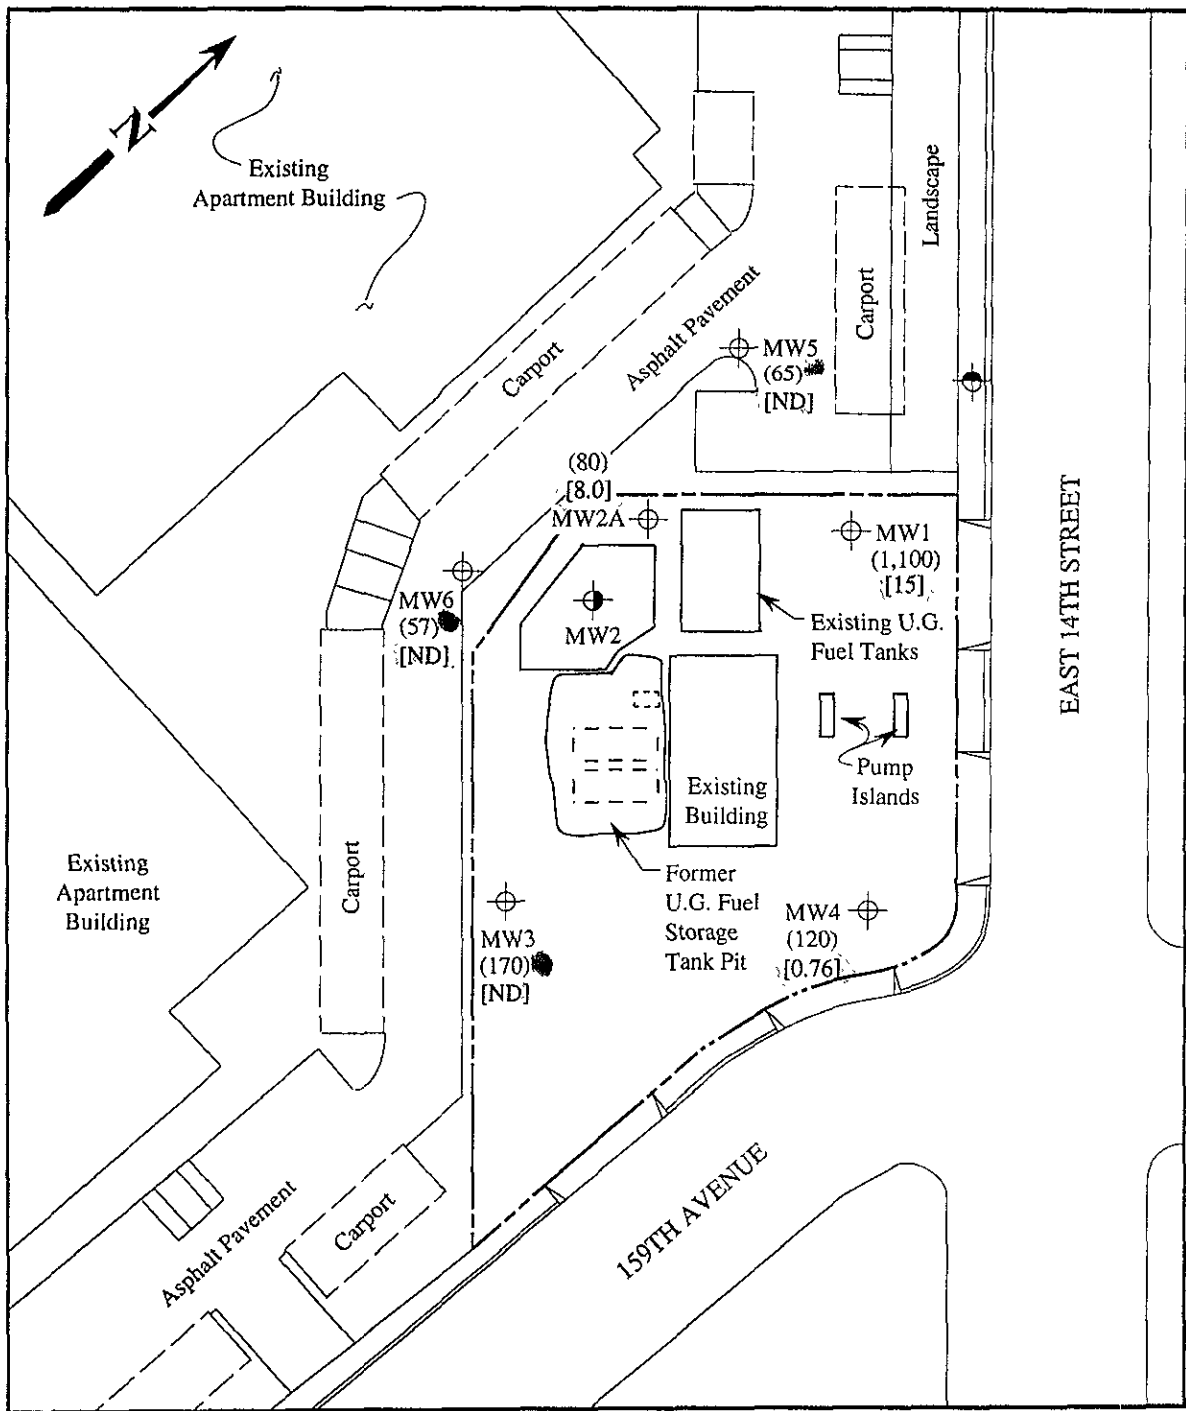 N
Existing
Apartment Building
Landscape
Carport
Carport
Asphalt Pavement
MW5
(65)
[ND]
(80)
[8.0]
MW2A
MW1
(1,100)
[15]
EAST 14TH STREET
MW6
(57)
[ND]
MW2
Existing U.G.
Fuel Tanks
Pump
Islands
Existing
Building
Existing
Apartment
Building
Carport
Former
U.G. Fuel
Storage
Tank Pit
MW3
(170)
[ND]
MW4
(120)
[0.76]
159TH AVENUE
Asphalt Pavement
Carport